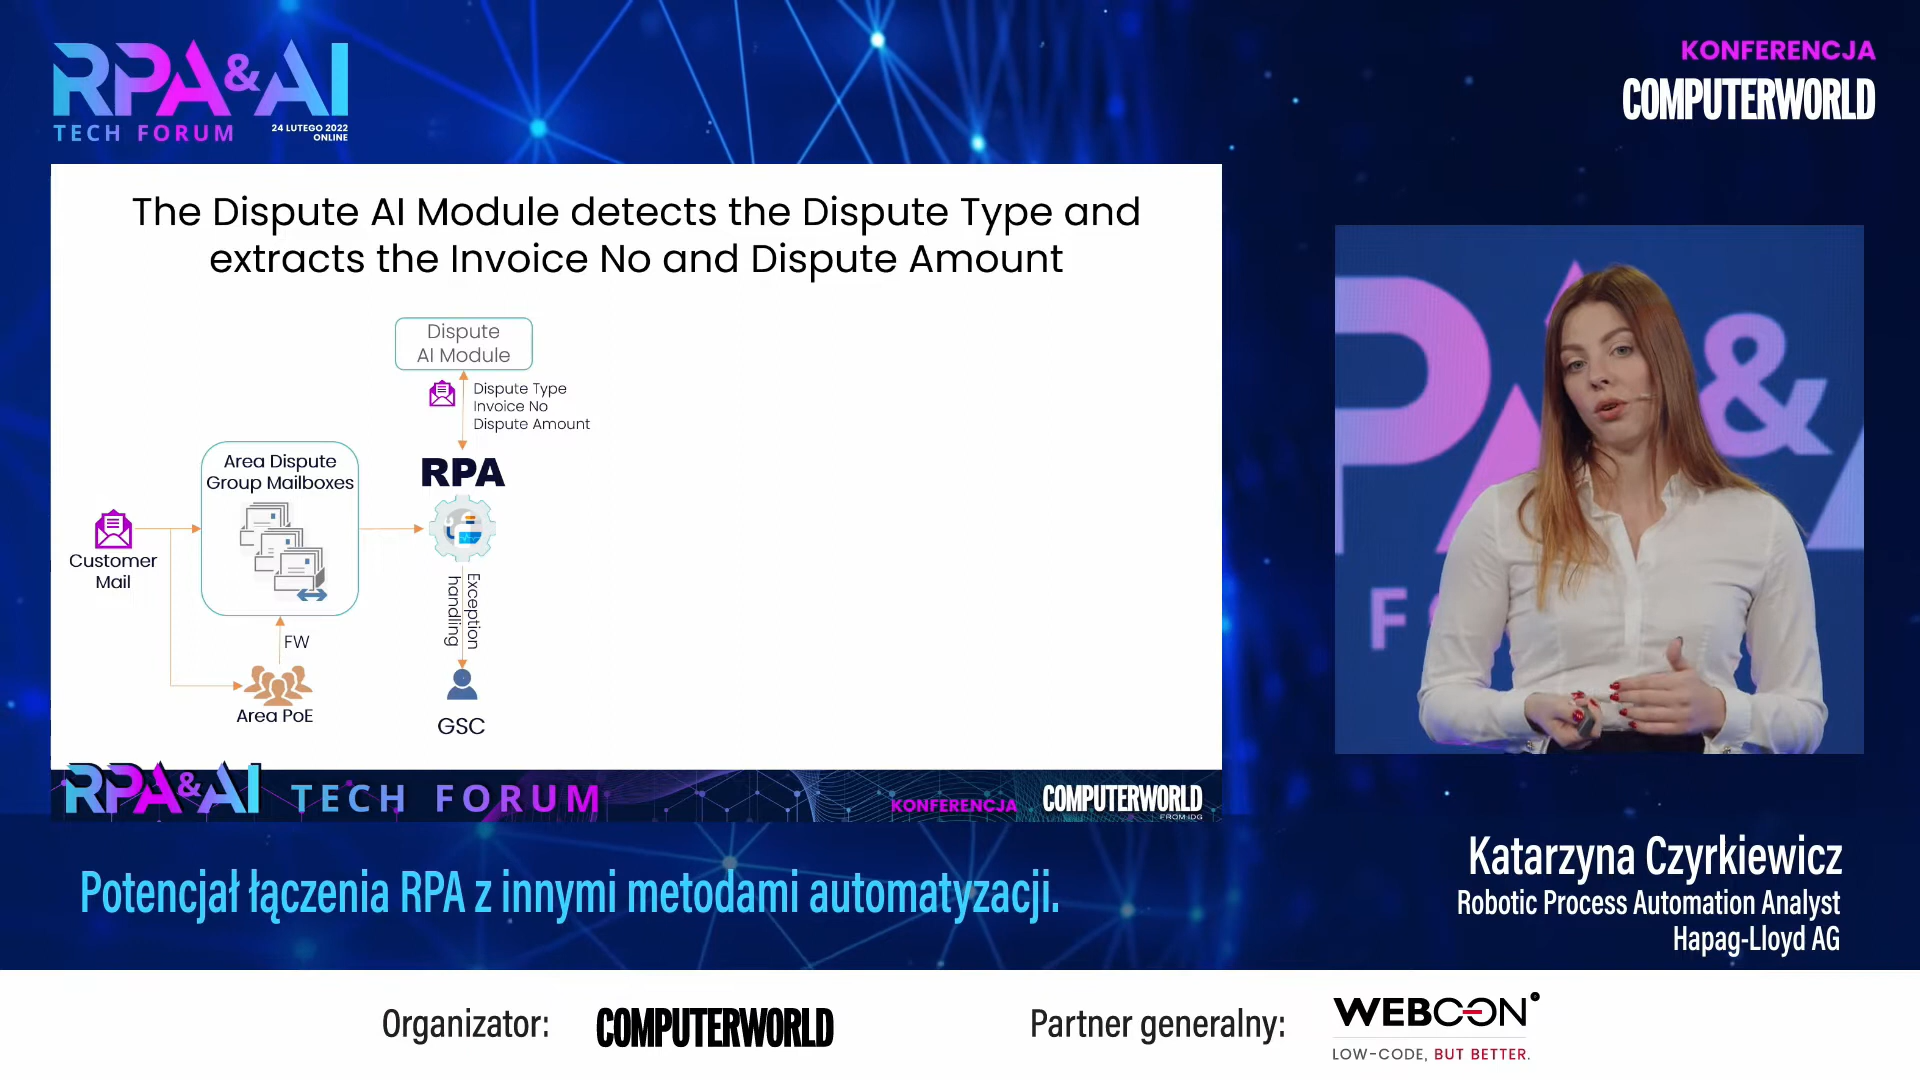 RPA&AI
TECH FORUM
24 LUTEGO 2022
ONLINE
KONFERENCJA
COMPUTERWORLD
The Dispute AI Module detects the Dispute Type and
extracts the Invoice No and Dispute Amount
Dispute
AI Module
Dispute Type
Invoice No
Dispute Amount
RPA
Area Dispute
Group Mailboxes
Customer
Mail
FW
Area PoE
Exception
handling
GSC
RPA&AI TECH FORUM
KONFERENCJA COMPUTERWORLD
FROM IDG
P &
F
Potencjał łączenia RPA z innymi metodami automatyzacji.
Katarzyna Czyrkiewicz
Robotic Process Automation Analyst
Hapag-Lloyd AG
Organizator: COMPUTERWORLD
Partner generalny: WEBCON
LOW-CODE, BUT BETTER.